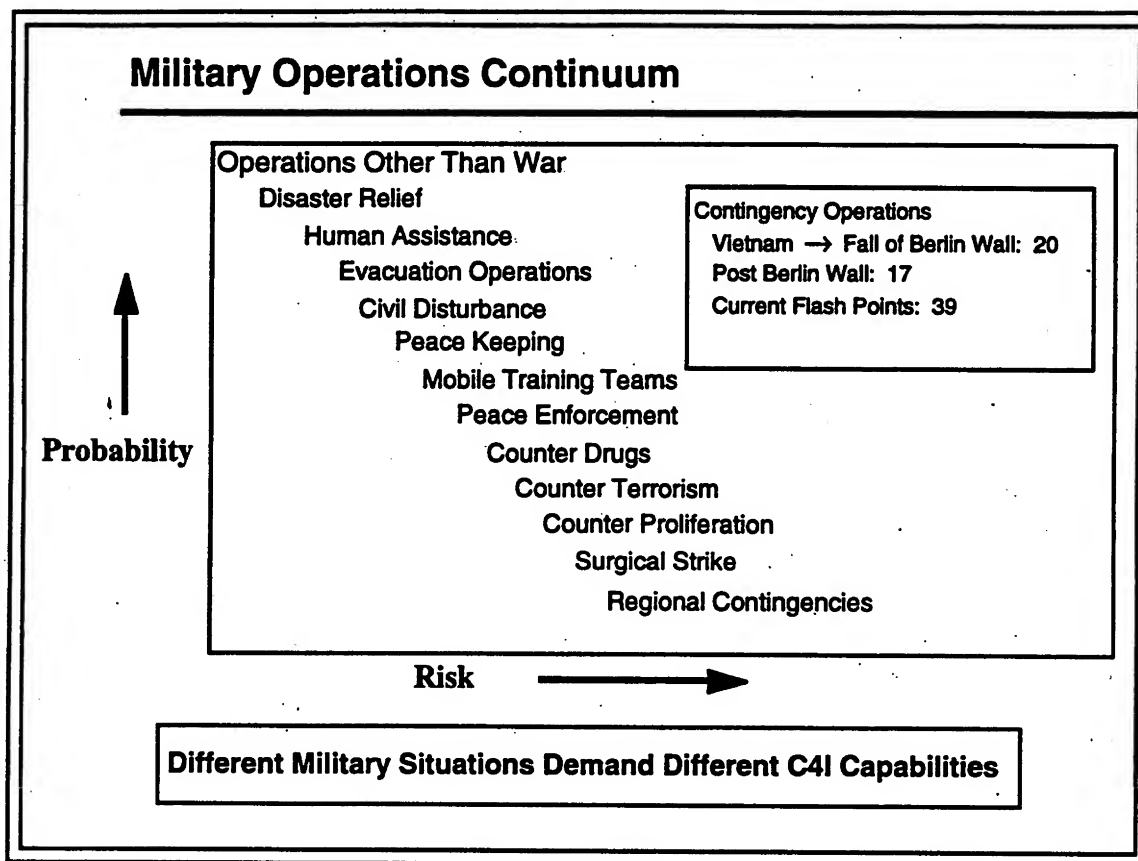 Military Operations Continuum
Operations Other Than War
Disaster Relief
Human Assistance
Evacuation Operations
Civil Disturbance
Peace Keeping
Mobile Training Teams
Peace Enforcement
Counter Drugs
Counter Terrorism
Counter Proliferation
Surgical Strike
Regional Contingencies
Contingency Operations
Vietnam → Fall of Berlin Wall: 20
Post Berlin Wall: 17
Current Flash Points: 39
Probability
Risk
Different Military Situations Demand Different C4I Capabilities